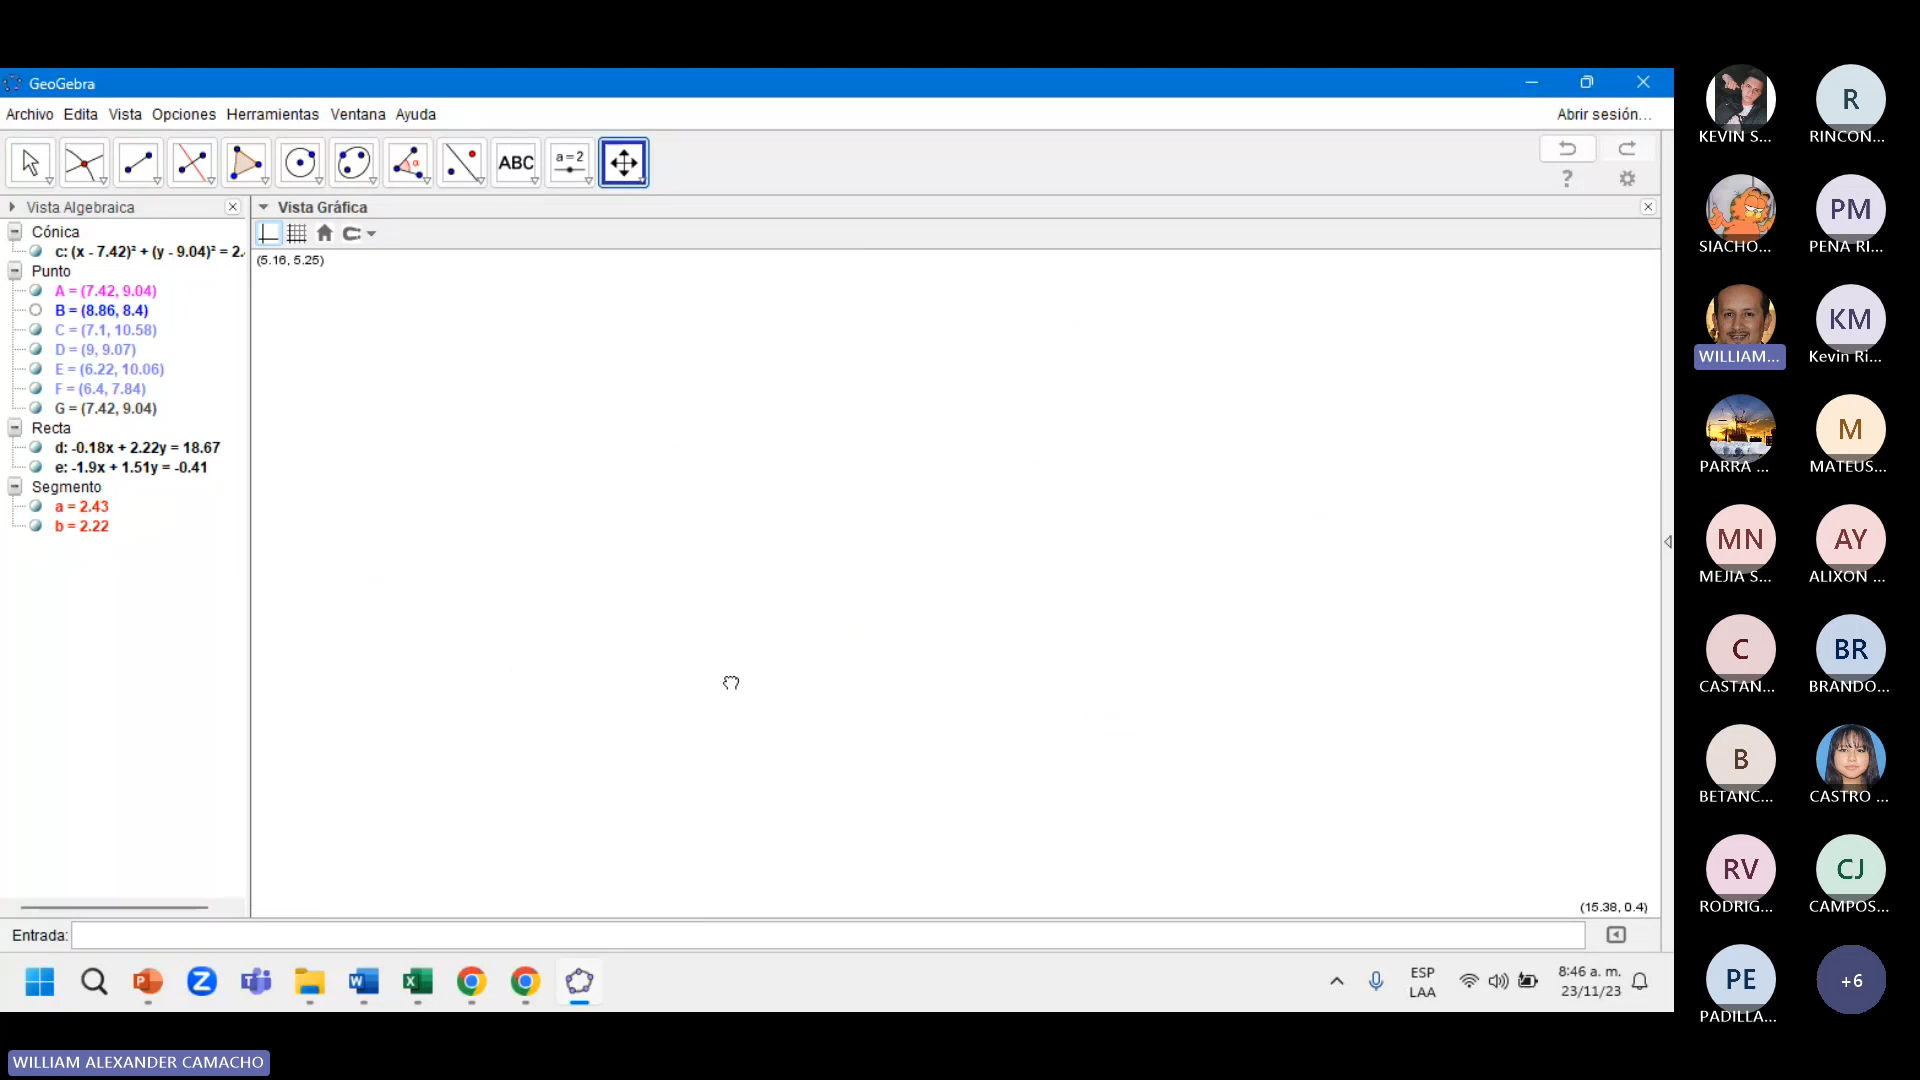 GeoGebra
Archivo Edita Vista Opciones Herramientas Ventana Ayuda
Abrir sesión...
ABC
a=2
α
?
Vista Algebraica
Vista Gráfica
Cónica
c: (x - 7.42)² + (y - 9.04)² = 2.
Punto
A = (7.42, 9.04)
B = (8.86, 8.4)
C = (7.1, 10.58)
D = (9, 9.07)
E = (6.22, 10.06)
F = (6.4, 7.84)
G = (7.42, 9.04)
Recta
d: -0.18x + 2.22y = 18.67
e: -1.9x + 1.51y = -0.41
Segmento
a = 2.43
b = 2.22
(5.16, 5.25)
(15.38, 0.4)
Entrada:
ESP
LAA
8:46 a. m.
23/11/23
WILLIAM ALEXANDER CAMACHO
KEVIN S...
R
RINCON...
SIACHO...
PM
PENA RI...
WILLIAM...
KM
Kevin Ri...
PARRA ...
M
MATEUS...
MN
MEJIA S...
AY
ALIXON ...
C
CASTAN...
BR
BRANDO...
B
BETANC...
CASTRO ...
RV
RODRIG...
CJ
CAMPOS...
PE
PADILLA...
+6